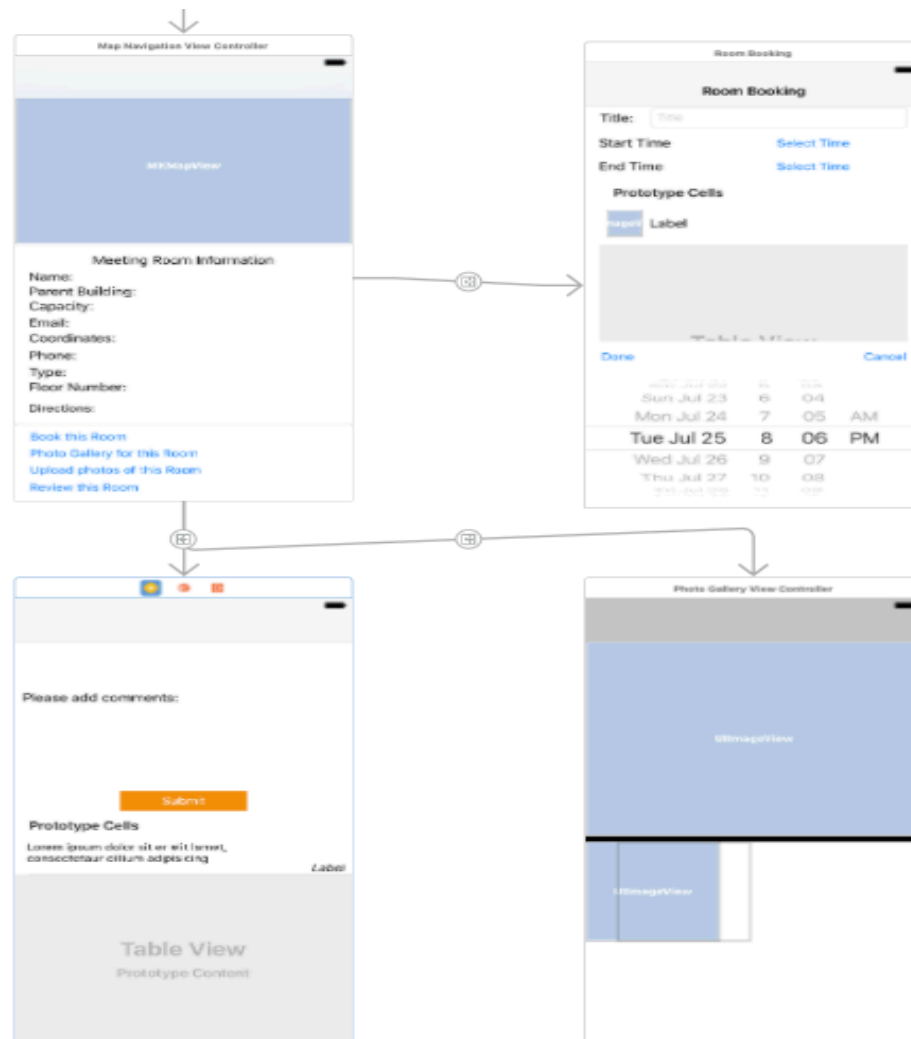 Map Navigation View Controller
MKMapView
Meeting Room Information
Name:
Parent Building:
Capacity:
Email:
Coordinates:
Phone:
Type:
Floor Number:
Directions:
Book this Room
Photo Gallery for this Room
Upload photos of this Room
Review this Room
Room Booking
Room Booking
Title: Title
Start Time Select Time
End Time Select Time
Prototype Cells
Label
Table View
Done Cancel
Sun Jul 23 6 04
Mon Jul 24 7 05 AM
Tue Jul 25 8 06 PM
Wed Jul 26 9 07
Thu Jul 27 10 08
Please add comments:
Submit
Prototype Cells
Lorem ipsum dolor sit er elit lamet,
consectetaur cillium adipisicing
Label
Table View
Prototype Content
Photo Gallery View Controller
UIImageView
UIImageView